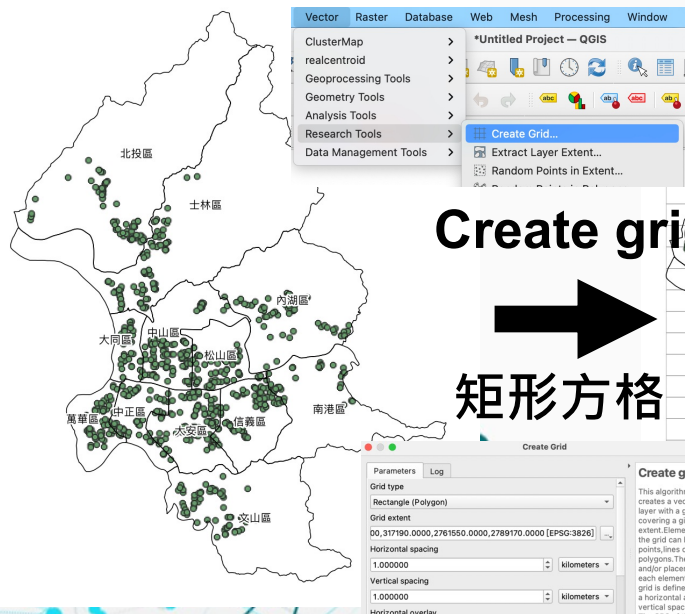 Vector Raster Database Web Mesh Processing Window
ClusterMap
realcentroid
Geoprocessing Tools
Geometry Tools
Analysis Tools
Research Tools
Data Management Tools
*Untitled Project — QGIS
abc abc
Create Grid...
Extract Layer Extent...
Random Points in Extent...
北投區
士林區
內湖區
大同區
中山區
松山區
萬華區
中正區
大安區
信義區
南港區
文山區
Create gri
矩形方格
Create Grid
Parameters Log
Grid type
Rectangle (Polygon)
Grid extent
00,317190.0000,2761550.0000,2789170.0000 [EPSG:3826]
Horizontal spacing
1.000000 kilometers
Vertical spacing
1.000000 kilometers
Horizontal overlay
Create g
This algorith
creates a vec
layer with a g
covering a giv
extent.Eleme
the grid can b
points,lines o
polygons.The
and/or place
each elemen
grid is define
a horizontal a
vertical spac